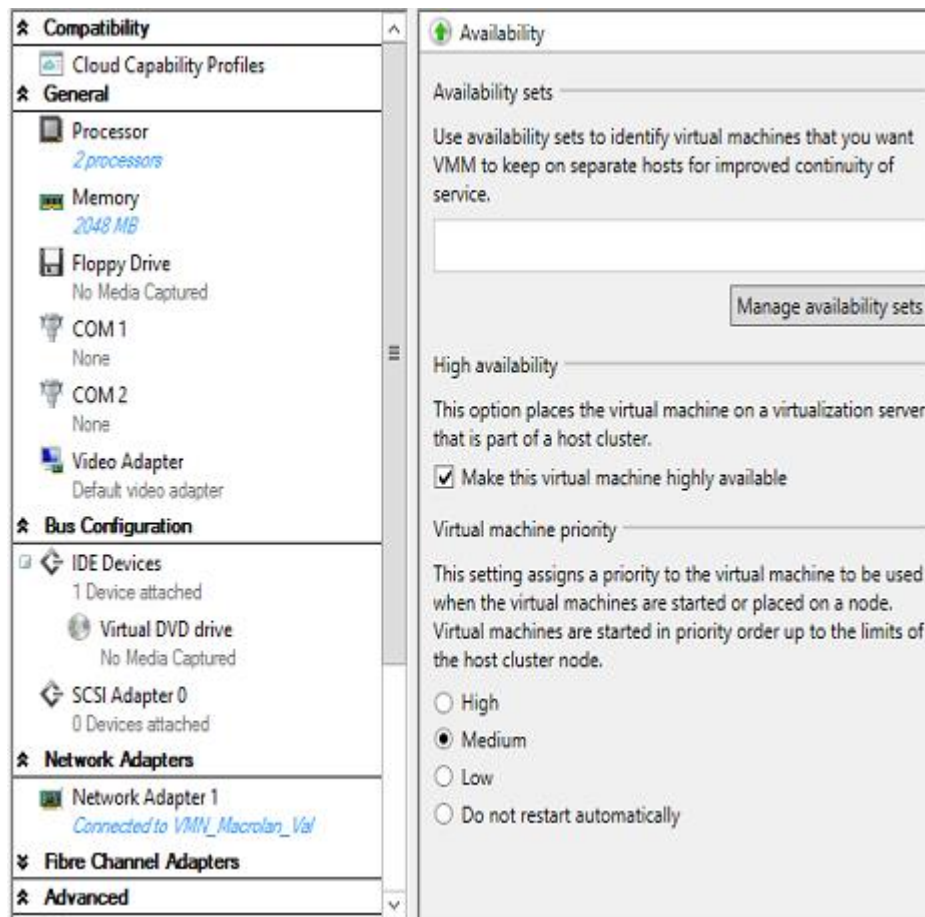 Compatibility
Cloud Capability Profiles
General
Processor
2 processors
Memory
2048 MB
Floppy Drive
No Media Captured
COM 1
None
COM 2
None
Video Adapter
Default video adapter
Bus Configuration
IDE Devices
1 Device attached
Virtual DVD drive
No Media Captured
SCSI Adapter 0
0 Devices attached
Network Adapters
Network Adapter 1
Connected to VMN_Macrolan_Val
Fibre Channel Adapters
Advanced
Availability
Availability sets
Use availability sets to identify virtual machines that you want
VMM to keep on separate hosts for improved continuity of
service.
Manage availability sets
High availability
This option places the virtual machine on a virtualization server
that is part of a host cluster.
Make this virtual machine highly available
Virtual machine priority
This setting assigns a priority to the virtual machine to be used
when the virtual machines are started or placed on a node.
Virtual machines are started in priority order up to the limits of
the host cluster node.
High
Medium
Low
Do not restart automatically